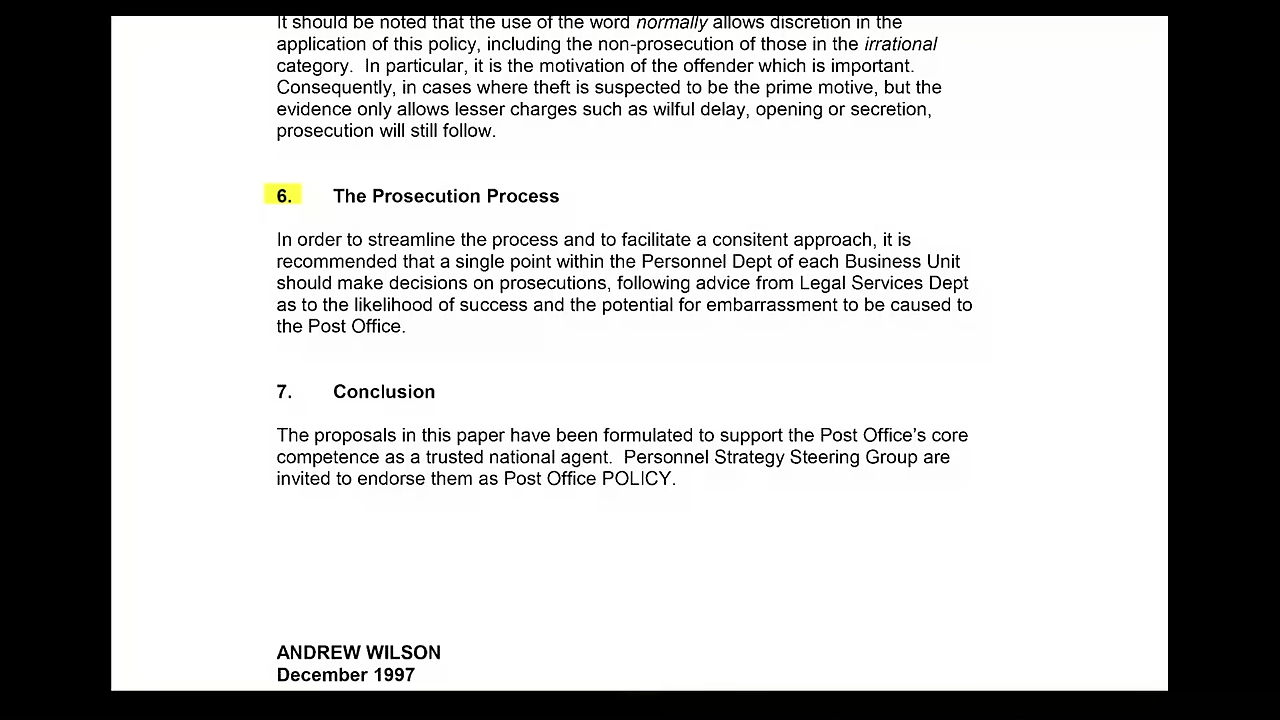 It should be noted that the use of the word normally allows discretion in the
application of this policy, including the non-prosecution of those in the irrational
category.  In particular, it is the motivation of the offender which is important.
Consequently, in cases where theft is suspected to be the prime motive, but the
evidence only allows lesser charges such as wilful delay, opening or secretion,
prosecution will still follow.
6. The Prosecution Process
In order to streamline the process and to facilitate a consitent approach, it is
recommended that a single point within the Personnel Dept of each Business Unit
should make decisions on prosecutions, following advice from Legal Services Dept
as to the likelihood of success and the potential for embarrassment to be caused to
the Post Office.
7. Conclusion
The proposals in this paper have been formulated to support the Post Office’s core
competence as a trusted national agent.  Personnel Strategy Steering Group are
invited to endorse them as Post Office POLICY.
ANDREW WILSON
December 1997